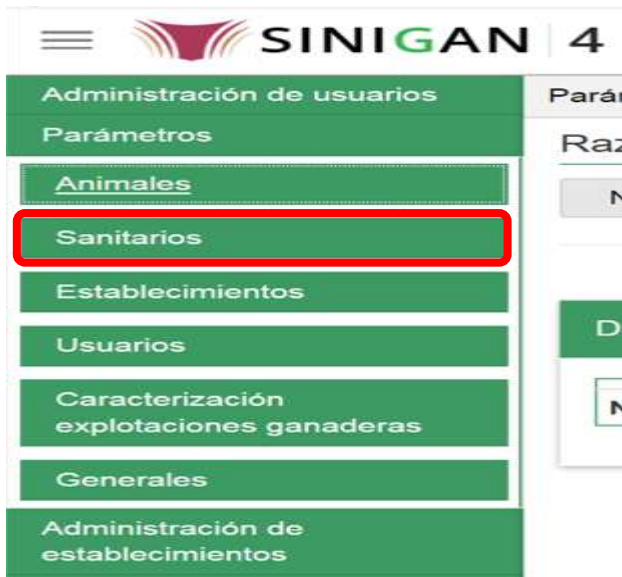 SINIGAN 4
Administración de usuarios
Parámetros
Animales
Sanitarios
Establecimientos
Usuarios
Caracterización
explotaciones ganaderas
Generales
Administración de
establecimientos